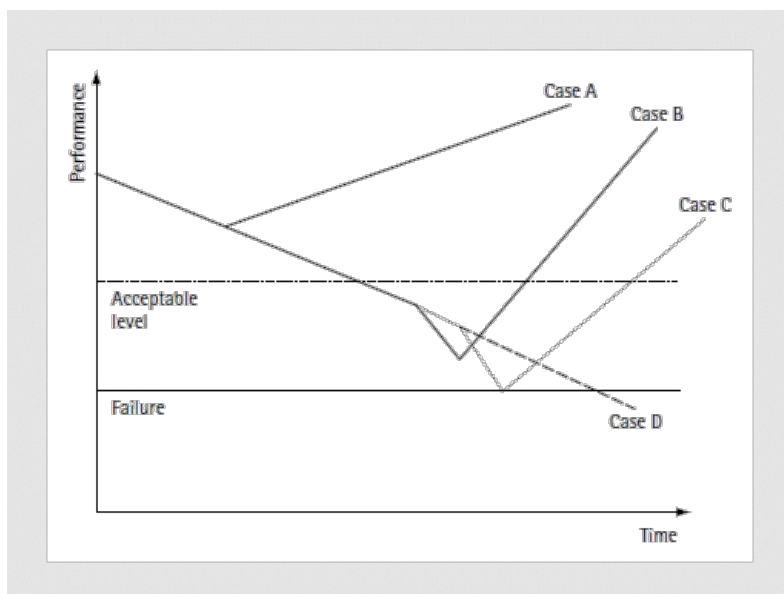 Performance
Case A
Case B
Case C
Acceptable
level
Failure
Case D
Time